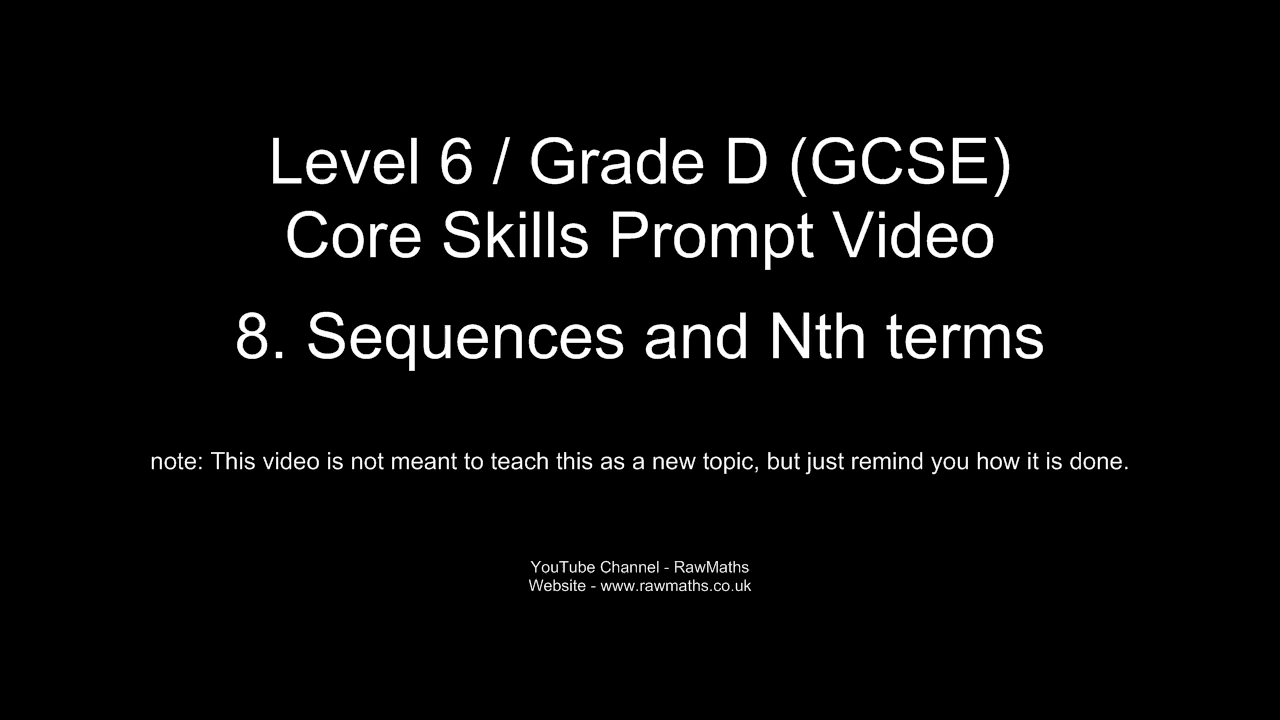 Level 6 / Grade D (GCSE)
Core Skills Prompt Video
8. Sequences and Nth terms
note: This video is not meant to teach this as a new topic, but just remind you how it is done.
YouTube Channel - RawMaths
Website - www.rawmaths.co.uk